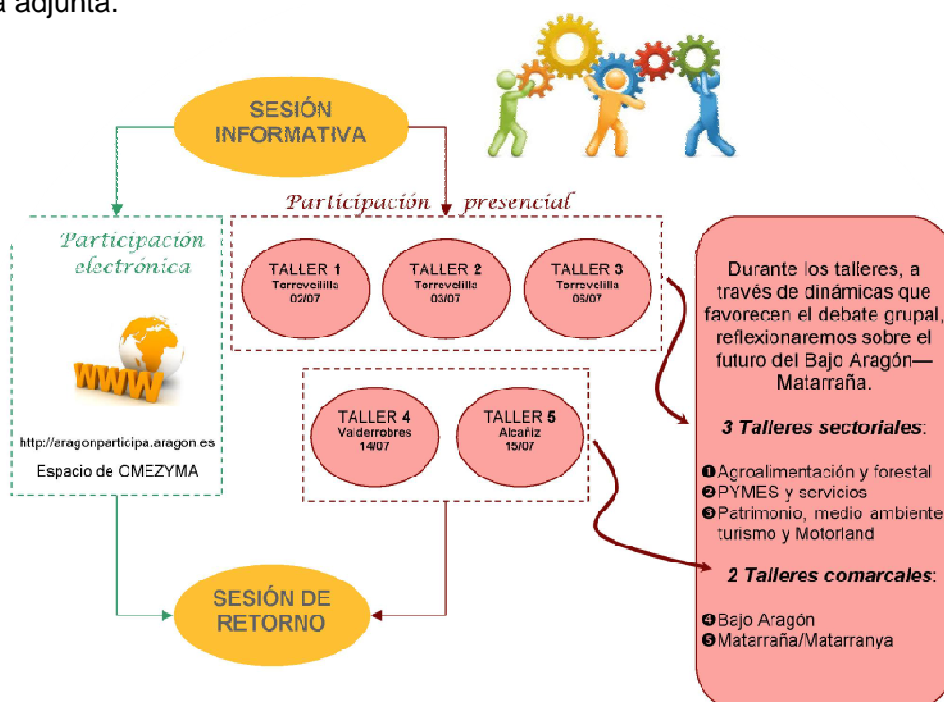 a adjunta.
SESIÓN
INFORMATIVA
Participación presencial
Participación
electrónica
WWW
http://aragonparticipa.aragon.es
Espacio de OMEZYMA
TALLER 1
Torrevelilla
02/07
TALLER 2
Torrevelilla
03/07
TALLER 3
Torrevelilla
06/07
TALLER 4
Valderrobres
14/07
TALLER 5
Alcañiz
15/07
SESIÓN DE
RETORNO
Durante los talleres, a
través de dinámicas que
favorecen el debate grupal,
reflexionaremos sobre el
futuro del Bajo Aragón—
Matarraña.
3 Talleres sectoriales:
❶Agroalimentación y forestal
❷PYMES y servicios
❸Patrimonio, medio ambiente
turismo y Motorland
2 Talleres comarcales:
❹Bajo Aragón
❺Matarraña/Matarranya